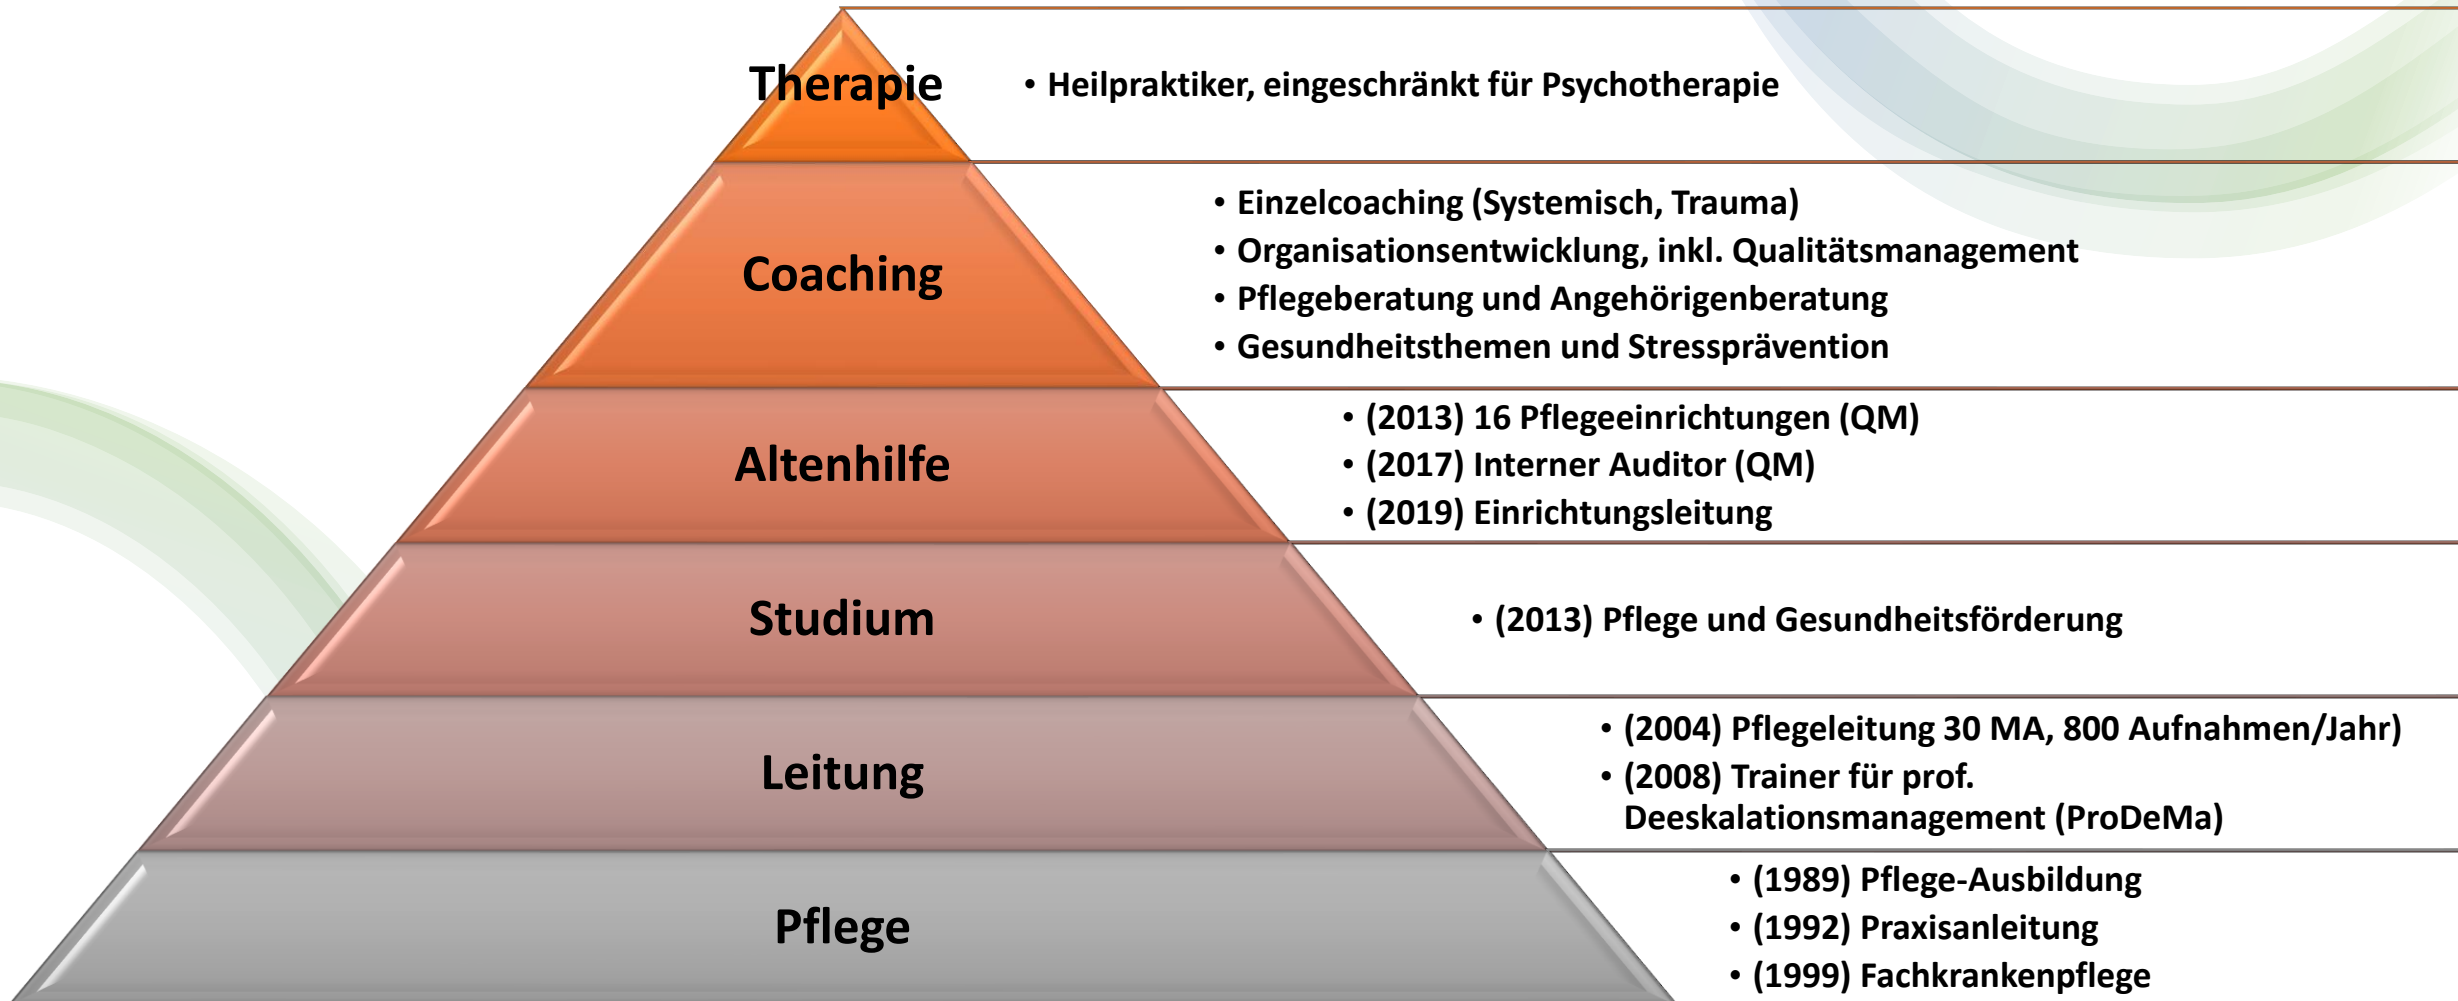 Therapie
• Heilpraktiker, eingeschränkt für Psychotherapie
Coaching
• Einzelcoaching (Systemisch, Trauma)
• Organisationsentwicklung, inkl. Qualitätsmanagement
• Pflegeberatung und Angehörigenberatung
• Gesundheitsthemen und Stressprävention
Altenhilfe
• (2013) 16 Pflegeeinrichtungen (QM)
• (2017) Interner Auditor (QM)
• (2019) Einrichtungsleitung
Studium
• (2013) Pflege und Gesundheitsförderung
Leitung
• (2004) Pflegeleitung 30 MA, 800 Aufnahmen/Jahr)
• (2008) Trainer für prof.
Deeskalationsmanagement (ProDeMa)
Pflege
• (1989) Pflege-Ausbildung
• (1992) Praxisanleitung
• (1999) Fachkrankenpflege